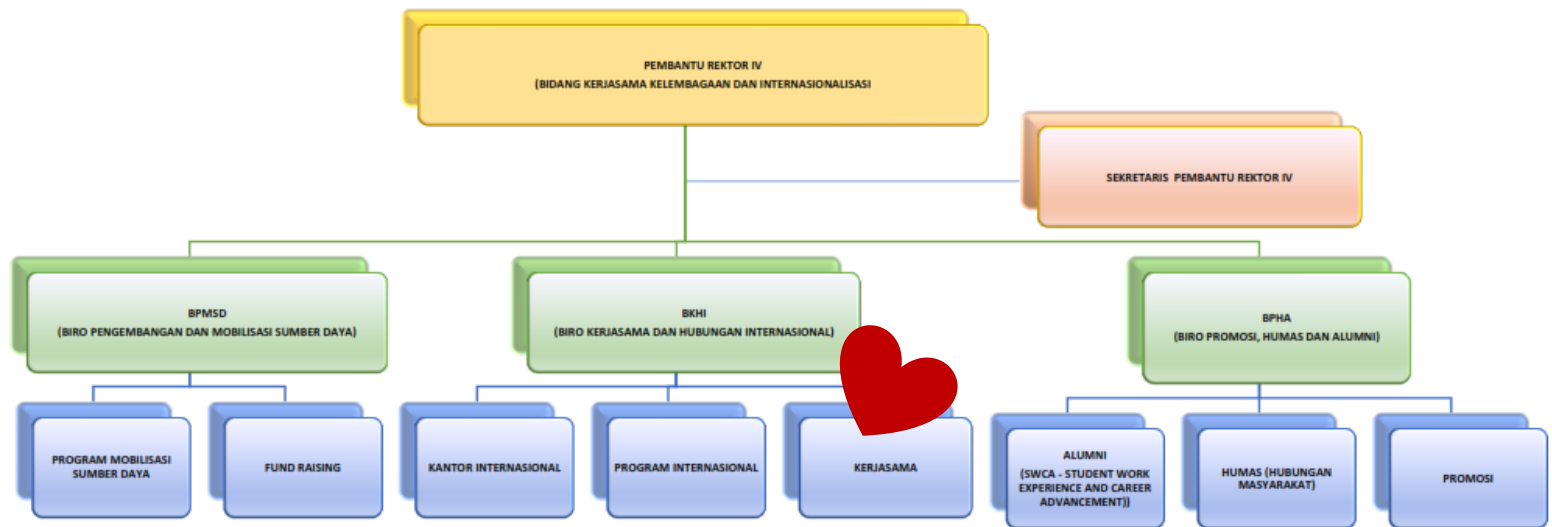 PEMBANTU REKTOR IV
(BIDANG KERJASAMA KELEMBAGAAN DAN INTERNASIONALISASI
SEKRETARIS PEMBANTU REKTOR IV
BPMSD
(BIRO PENGEMBANGAN DAN MOBILISASI SUMBER DAYA)
BKHI
(BIRO KERJASAMA DAN HUBUNGAN INTERNASIONAL)
BPHA
(BIRO PROMOSI, HUMAS DAN ALUMNI)
PROGRAM MOBILISASI
SUMBER DAYA
FUND RAISING
KANTOR INTERNASIONAL
PROGRAM INTERNASIONAL
KERJASAMA
ALUMNI
(SWCA - STUDENT WORK
EXPERIENCE AND CAREER
ADVANCEMENT))
HUMAS (HUBUNGAN
MASYARAKAT)
PROMOSI